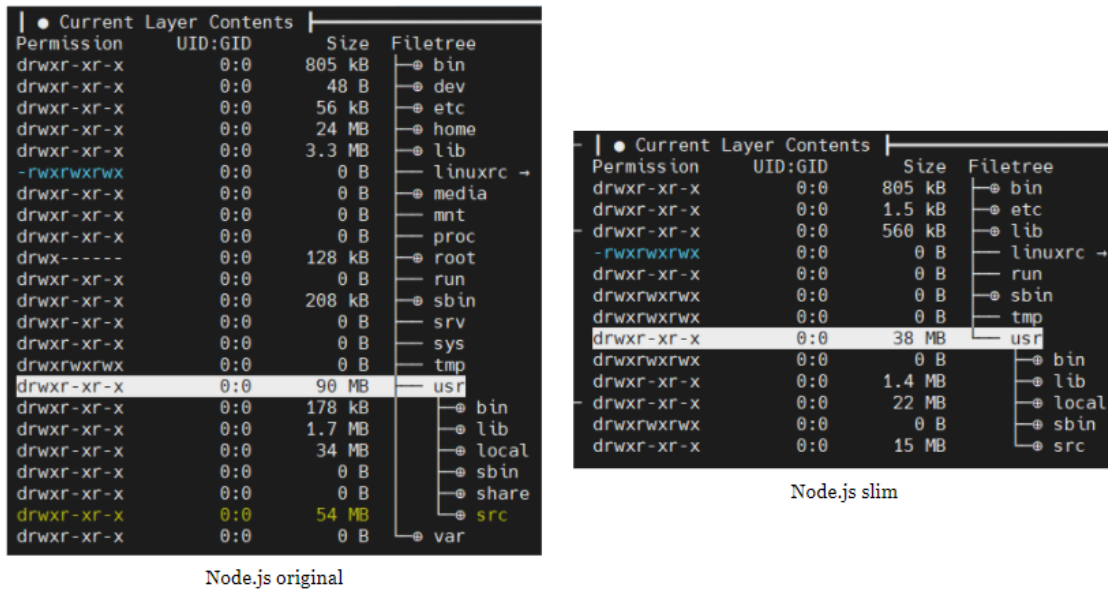 ● Current Layer Contents
Permission UID:GID Size Filetree
drwxr-xr-x 0:0 805 kB ⊕ bin
drwxr-xr-x 0:0 48 B ⊕ dev
drwxr-xr-x 0:0 56 kB ⊕ etc
drwxr-xr-x 0:0 24 MB ⊕ home
drwxr-xr-x 0:0 3.3 MB ⊕ lib
-rwxrwxrwx 0:0 0 B linuxrc →
drwxr-xr-x 0:0 0 B ⊕ media
drwxr-xr-x 0:0 0 B mnt
drwxr-xr-x 0:0 0 B proc
drwx------ 0:0 128 kB ⊕ root
drwxr-xr-x 0:0 0 B run
drwxr-xr-x 0:0 208 kB ⊕ sbin
drwxr-xr-x 0:0 0 B srv
drwxr-xr-x 0:0 0 B sys
drwxrwxrwx 0:0 0 B tmp
drwxr-xr-x 0:0 90 MB usr
drwxr-xr-x 0:0 178 kB ⊕ bin
drwxr-xr-x 0:0 1.7 MB ⊕ lib
drwxr-xr-x 0:0 34 MB ⊕ local
drwxr-xr-x 0:0 0 B ⊕ sbin
drwxr-xr-x 0:0 0 B ⊕ share
drwxr-xr-x 0:0 54 MB ⊕ src
drwxr-xr-x 0:0 0 B ⊕ var
Node.js original
● Current Layer Contents
Permission UID:GID Size Filetree
drwxr-xr-x 0:0 805 kB ⊕ bin
drwxr-xr-x 0:0 1.5 kB ⊕ etc
drwxr-xr-x 0:0 560 kB ⊕ lib
-rwxrwxrwx 0:0 0 B linuxrc →
drwxr-xr-x 0:0 0 B run
drwxrwxrwx 0:0 0 B ⊕ sbin
drwxrwxrwx 0:0 0 B tmp
drwxr-xr-x 0:0 38 MB usr
drwxrwxrwx 0:0 0 B ⊕ bin
drwxr-xr-x 0:0 1.4 MB ⊕ lib
drwxr-xr-x 0:0 22 MB ⊕ local
drwxrwxrwx 0:0 0 B ⊕ sbin
drwxr-xr-x 0:0 15 MB ⊕ src
Node.js slim